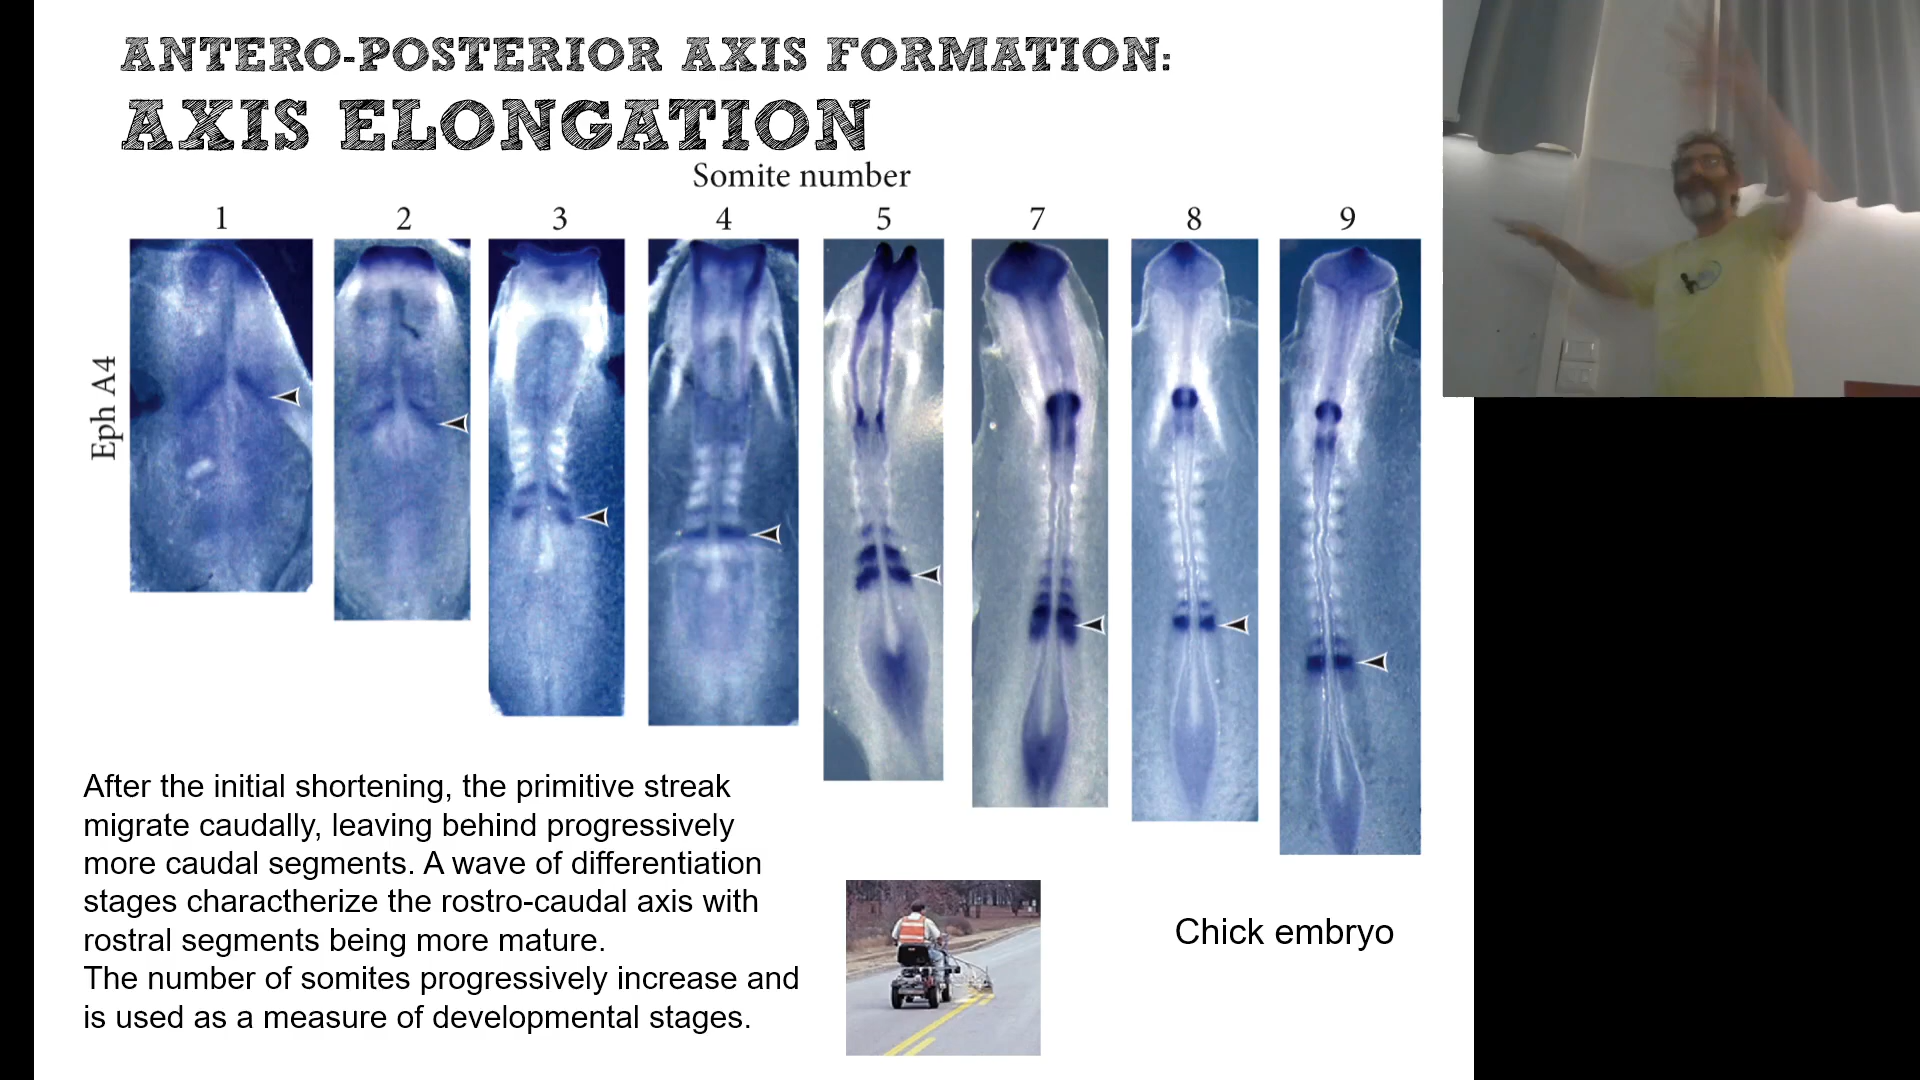 ANTERO-POSTERIOR AXIS FORMATION:
AXIS ELONGATION
Somite number
1 2 3 4 5 7 8 9
Eph A4
After the initial shortening, the primitive streak
migrate caudally, leaving behind progressively
more caudal segments. A wave of differentiation
stages charactherize the rostro-caudal axis with
rostral segments being more mature.
The number of somites progressively increase and
is used as a measure of developmental stages.
Chick embryo